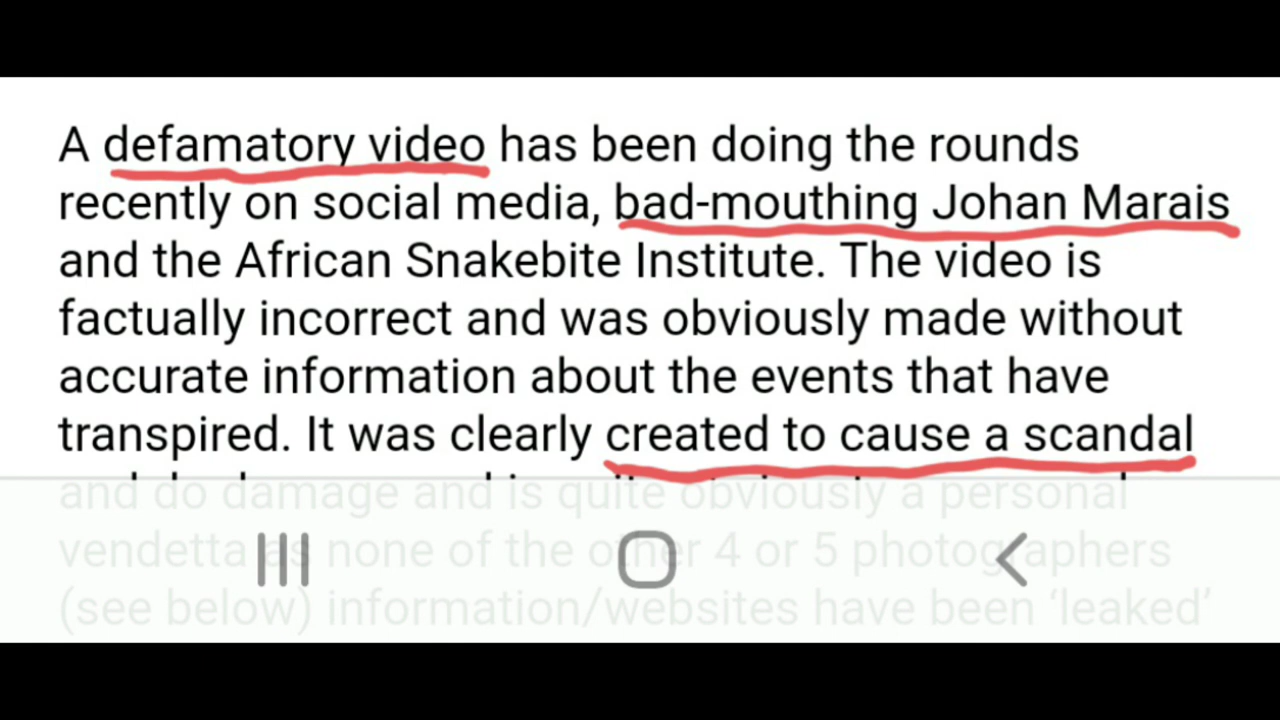 A defamatory video has been doing the rounds
recently on social media, bad-mouthing Johan Marais
and the African Snakebite Institute. The video is
factually incorrect and was obviously made without
accurate information about the events that have
transpired. It was clearly created to cause a scandal
and do damage and is quite obviously a personal
vendetta as none of the other 4 or 5 photographers
(see below) information/websites have been ‘leaked’